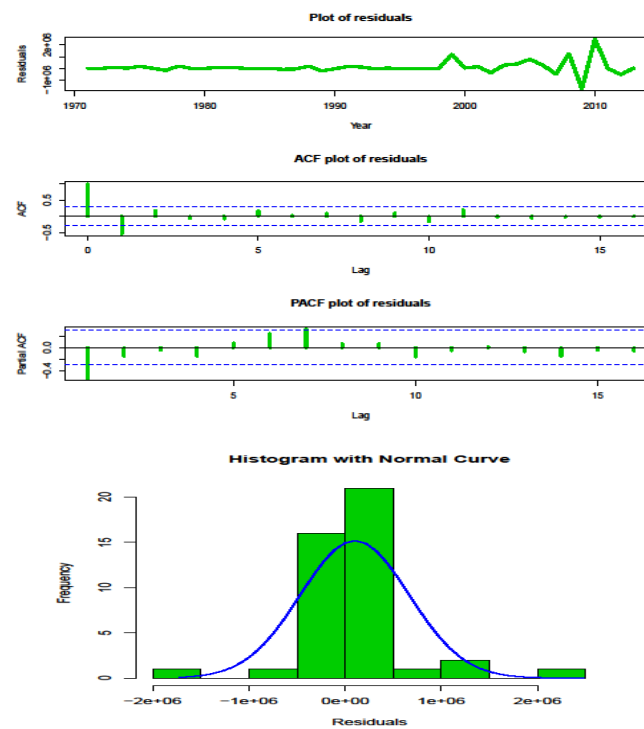 Plot of residuals
Residuals
2e+06
−1e+06
1970 1980 1990 2000 2010
Year
ACF plot of residuals
ACF
0.5
−0.5
0 5 10 15
Lag
PACF plot of residuals
Partial ACF
0.0
−0.4
5 10 15
Lag
Histogram with Normal Curve
Frequency
20
15
10
5
0
−2e+06 −1e+06 0e+00 1e+06 2e+06
Residuals